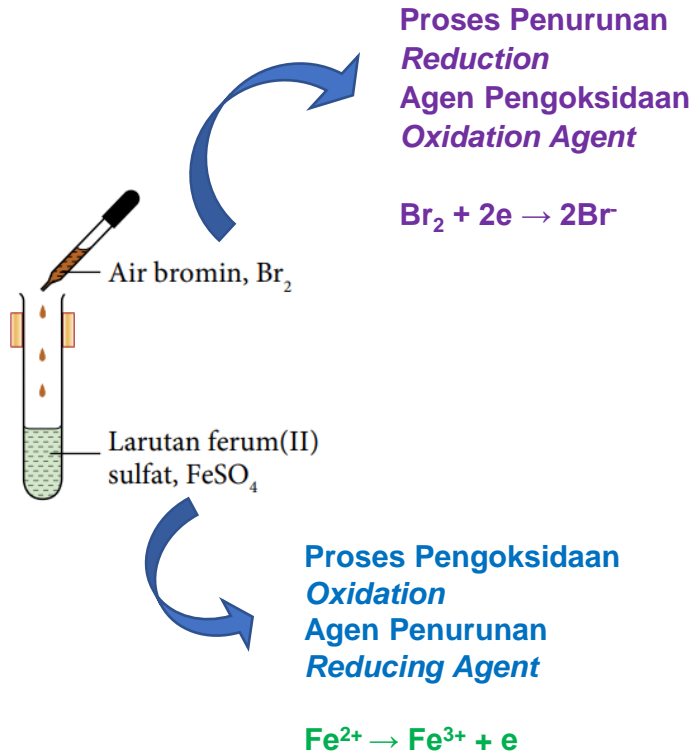 Proses Penurunan
Reduction
Agen Pengoksidaan
Oxidation Agent
Br₂ + 2e → 2Br⁻
Air bromin, Br₂
Larutan ferum(II)
sulfat, FeSO₄
Proses Pengoksidaan
Oxidation
Agen Penurunan
Reducing Agent
Fe²⁺ → Fe³⁺ + e